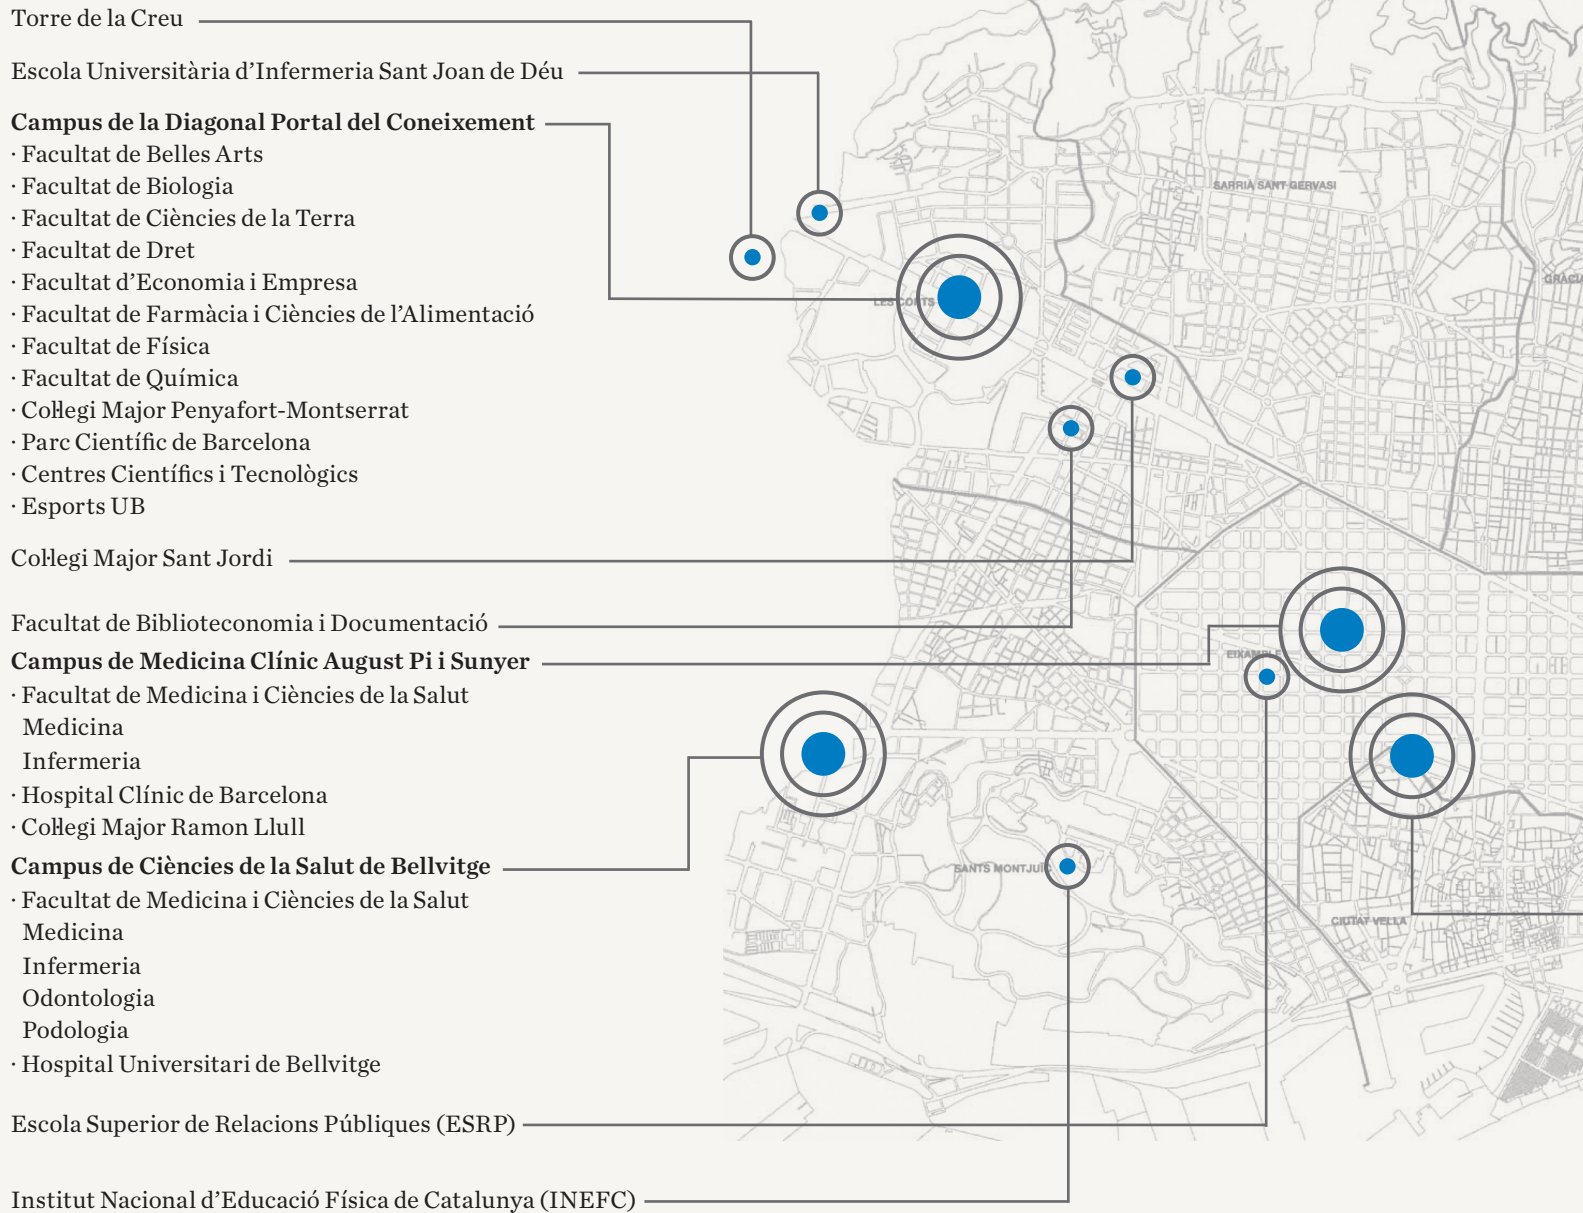 Torre de la Creu
Escola Universitària d’Infermeria Sant Joan de Déu
Campus de la Diagonal Portal del Coneixement
· Facultat de Belles Arts
· Facultat de Biologia
· Facultat de Ciències de la Terra
· Facultat de Dret
· Facultat d’Economia i Empresa
· Facultat de Farmàcia i Ciències de l’Alimentació
· Facultat de Física
· Facultat de Química
· Col·legi Major Penyafort-Montserrat
· Parc Científic de Barcelona
· Centres Científics i Tecnològics
· Esports UB
Col·legi Major Sant Jordi
Facultat de Biblioteconomia i Documentació
Campus de Medicina Clínic August Pi i Sunyer
· Facultat de Medicina i Ciències de la Salut
Medicina
Infermeria
· Hospital Clínic de Barcelona
· Col·legi Major Ramon Llull
Campus de Ciències de la Salut de Bellvitge
· Facultat de Medicina i Ciències de la Salut
Medicina
Infermeria
Odontologia
Podologia
· Hospital Universitari de Bellvitge
Escola Superior de Relacions Públiques (ESRP)
Institut Nacional d’Educació Física de Catalunya (INEFC)
SARRIÀ SANT GERVASI
GRÀCIA
LES CORTS
EIXAMPLE
SANTS MONTJUÏC
CIUTAT VELLA